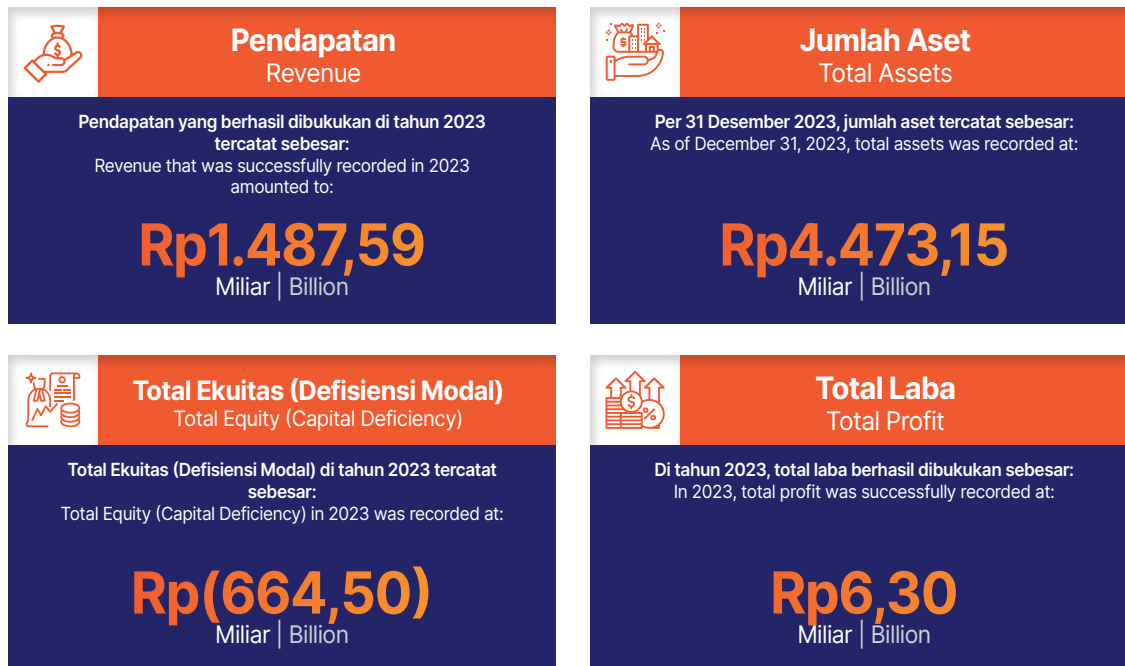 Pendapatan
Revenue
Pendapatan yang berhasil dibukukan di tahun 2023
tercatat sebesar:
Revenue that was successfully recorded in 2023
amounted to:
Rp1.487,59
Miliar | Billion
Jumlah Aset
Total Assets
Per 31 Desember 2023, jumlah aset tercatat sebesar:
As of December 31, 2023, total assets was recorded at:
Rp4.473,15
Miliar | Billion
Total Ekuitas (Defisiensi Modal)
Total Equity (Capital Deficiency)
Total Ekuitas (Defisiensi Modal) di tahun 2023 tercatat
sebesar:
Total Equity (Capital Deficiency) in 2023 was recorded at:
Rp(664,50)
Miliar | Billion
Total Laba
Total Profit
Di tahun 2023, total laba berhasil dibukukan sebesar:
In 2023, total profit was successfully recorded at:
Rp6,30
Miliar | Billion